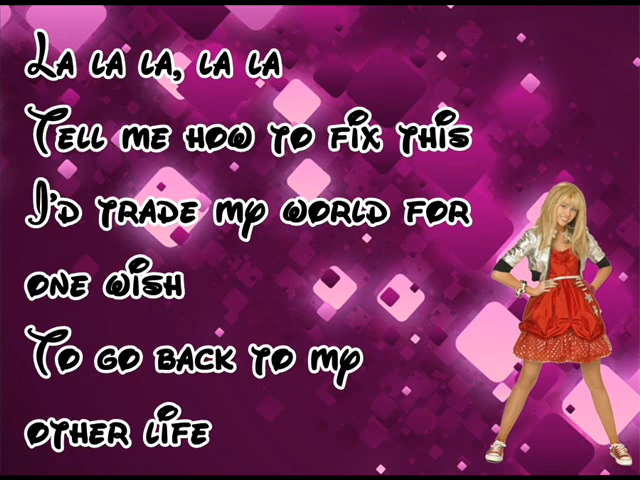 La la la, la la
Tell me how to fix this
I'd trade my world for
one wish
To go back to my
other life